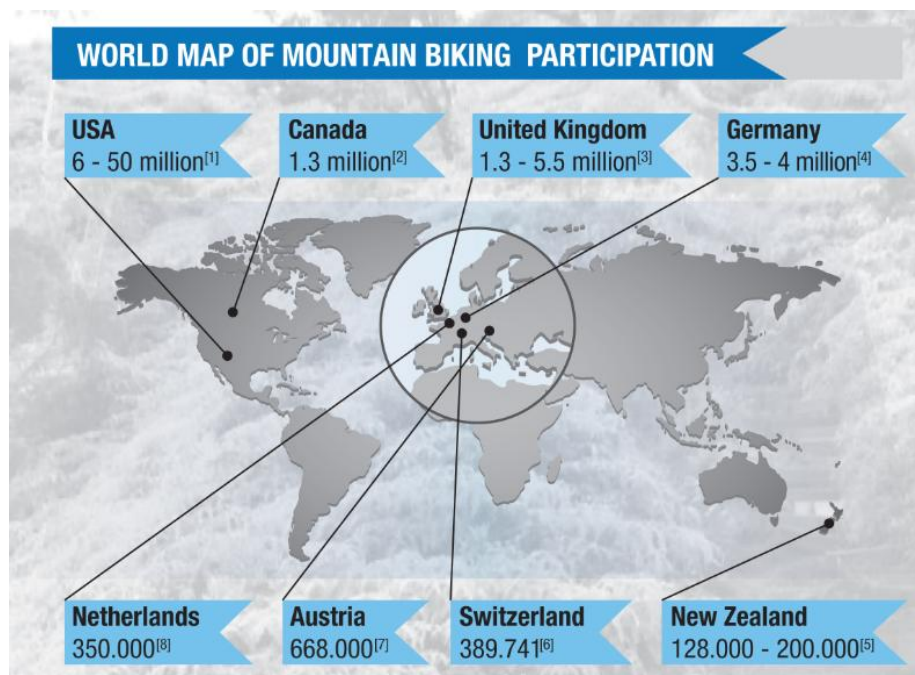 WORLD MAP OF MOUNTAIN BIKING PARTICIPATION
USA
6 - 50 million[1]
Canada
1.3 million[2]
United Kingdom
1.3 - 5.5 million[3]
Germany
3.5 - 4 million[4]
Netherlands
350.000[8]
Austria
668.000[7]
Switzerland
389.741[6]
New Zealand
128.000 - 200.000[5]